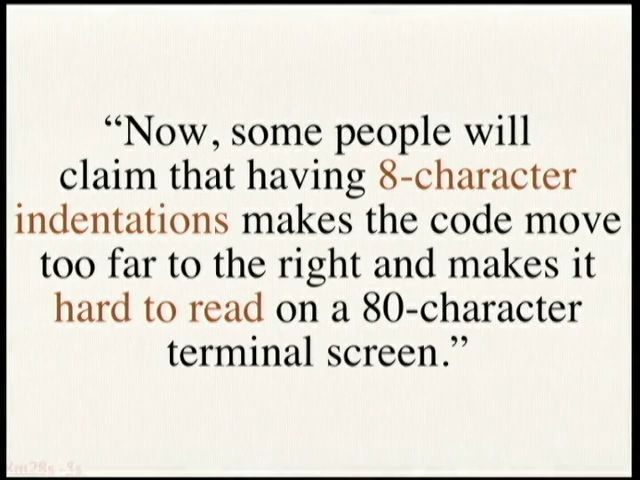 “Now, some people will
claim that having 8-character
indentations makes the code move
too far to the right and makes it
hard to read on a 80-character
terminal screen.”